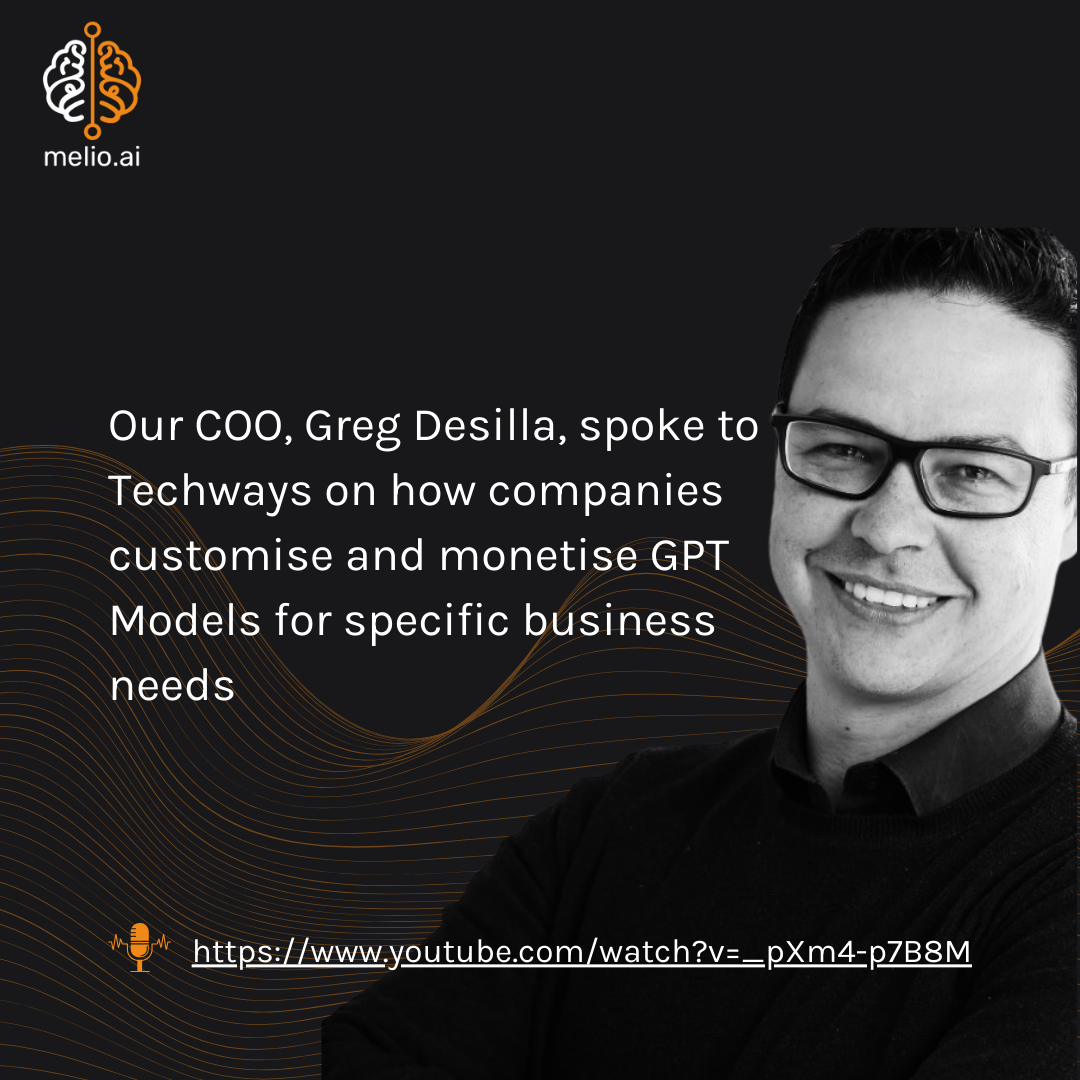 melio.ai
Our COO, Greg Desilla, spoke to
Techways on how companies
customise and monetise GPT
Models for specific business
needs
https://www.youtube.com/watch?v=_pXm4-p7B8M